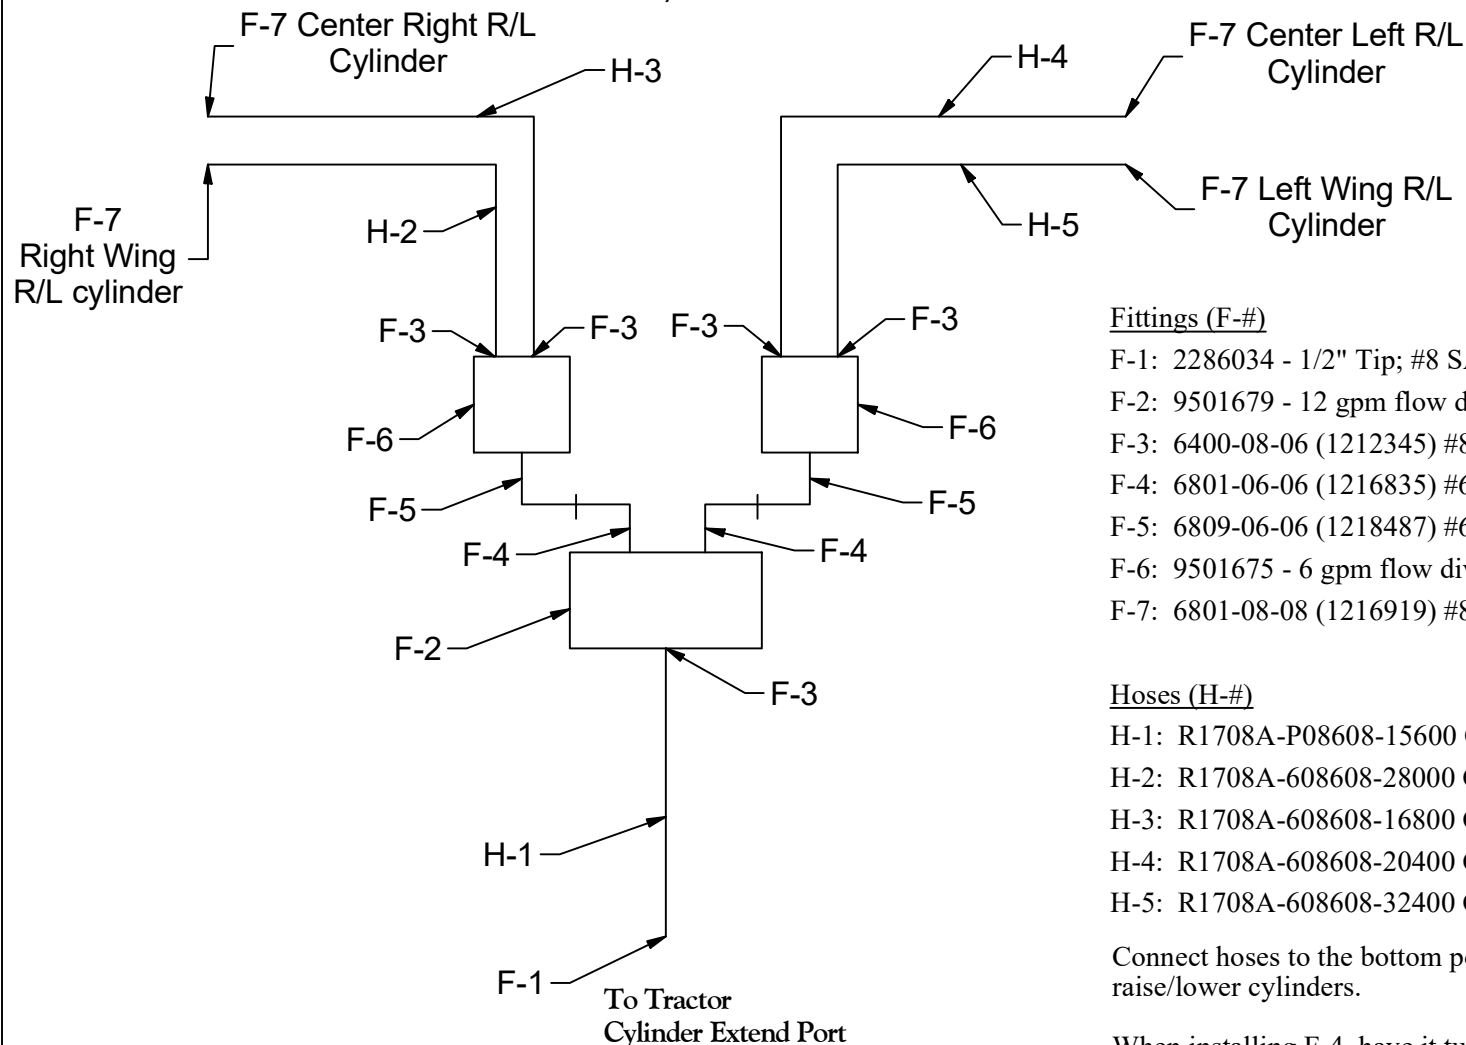 F-7 Center Right R/L
Cylinder
H-3
H-4
F-7 Center Left R/L
Cylinder
F-7
Right Wing
R/L cylinder
H-2
H-5
F-7 Left Wing R/L
Cylinder
F-3
F-3
F-3
F-3
F-6
F-6
F-5
F-5
F-4
F-4
F-2
F-3
H-1
F-1
To Tractor
Cylinder Extend Port
Fittings (F-#)
F-1: 2286034 - 1/2" Tip; #8
F-2: 9501679 - 12 gpm flow
F-3: 6400-08-06 (1212345) #8
F-4: 6801-06-06 (1216835) #6
F-5: 6809-06-06 (1218487) #6
F-6: 9501675 - 6 gpm flow
F-7: 6801-08-08 (1216919) #8
Hoses (H-#)
H-1: R1708A-P08608-15600
H-2: R1708A-608608-28000
H-3: R1708A-608608-16800
H-4: R1708A-608608-20400
H-5: R1708A-608608-32400
Connect hoses to the bottom
raise/lower cylinders.
When installing F-4, have it